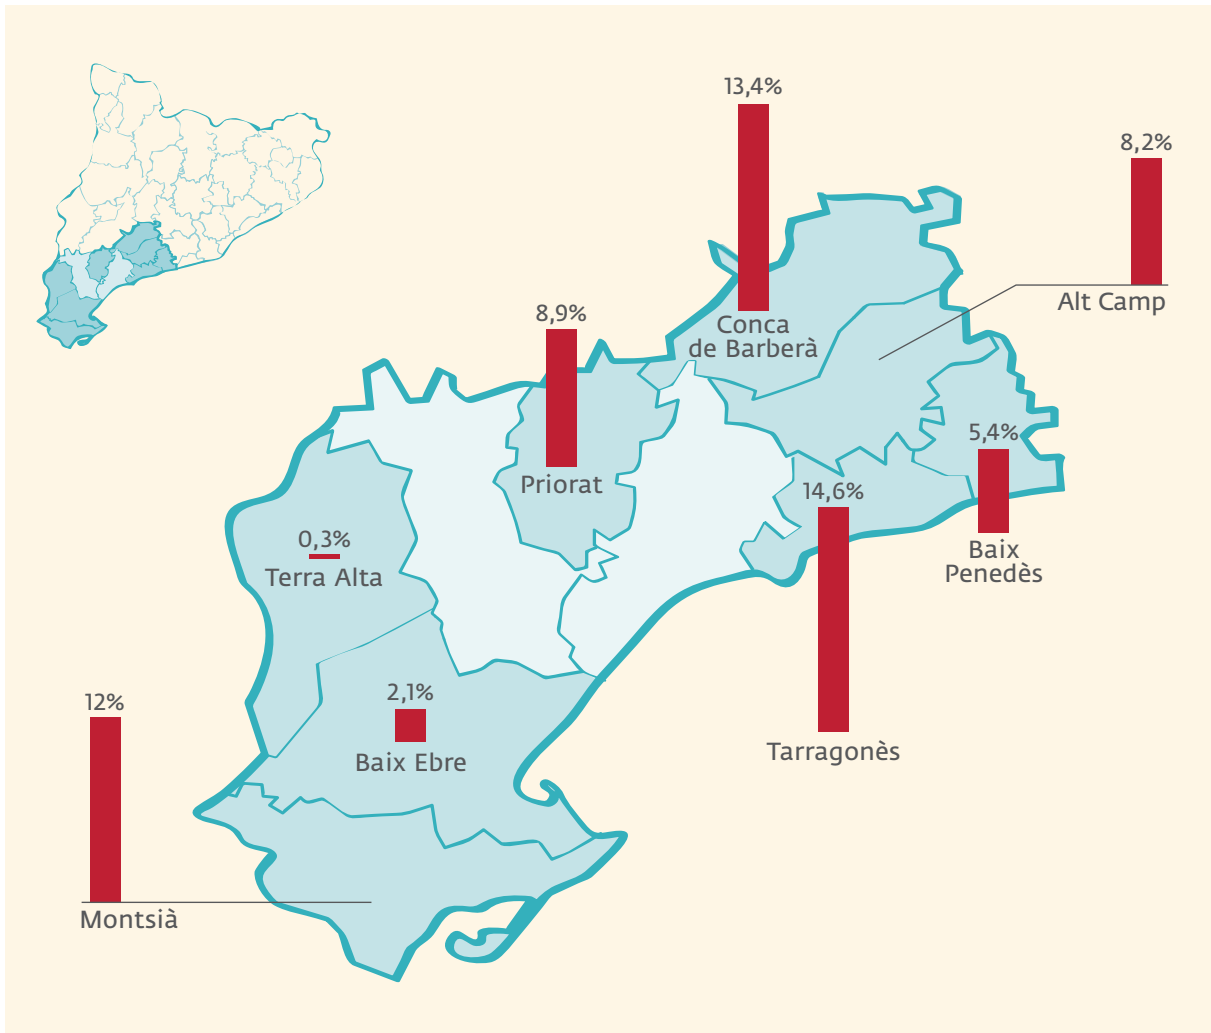 13,4%
Conca
de Barberà
8,2%
Alt Camp
8,9%
Priorat
5,4%
Baix
Penedès
14,6%
Tarragonès
0,3%
Terra Alta
2,1%
Baix Ebre
12%
Montsià